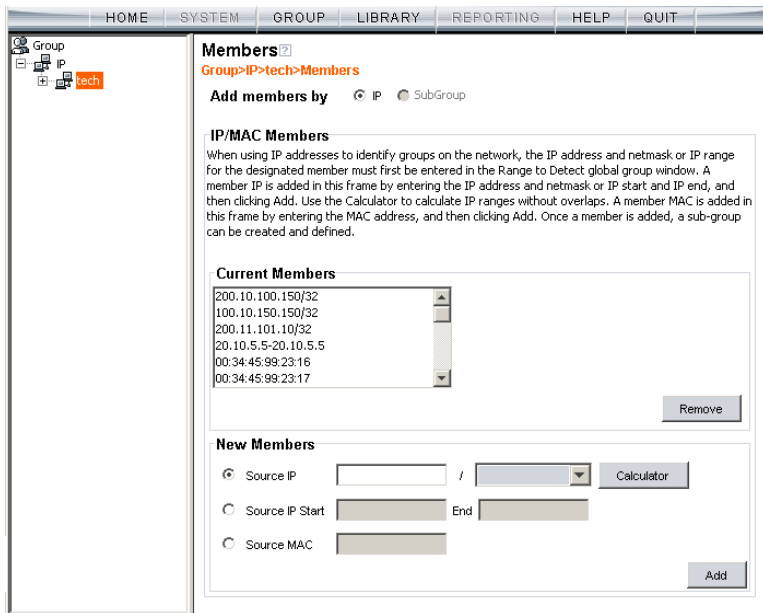 HOME SYSTEM GROUP LIBRARY REPORTING HELP QUIT
Group
IP
tech
Members ?
Group>IP>tech>Members
Add members by IP SubGroup
IP/MAC Members
When using IP addresses to identify groups on the network, the IP address and netmask or IP range
for the designated member must first be entered in the Range to Detect global group window. A
member IP is added in this frame by entering the IP address and netmask or IP start and IP end, and
then clicking Add. Use the Calculator to calculate IP ranges without overlaps. A member MAC is added in
this frame by entering the MAC address, and then clicking Add. Once a member is added, a sub-group
can be created and defined.
Current Members
200.10.100.150/32
100.10.150.150/32
200.11.101.10/32
20.10.5.5-20.10.5.5
00:34:45:99:23:16
00:34:45:99:23:17
Remove
New Members
Source IP / Calculator
Source IP Start End
Source MAC
Add